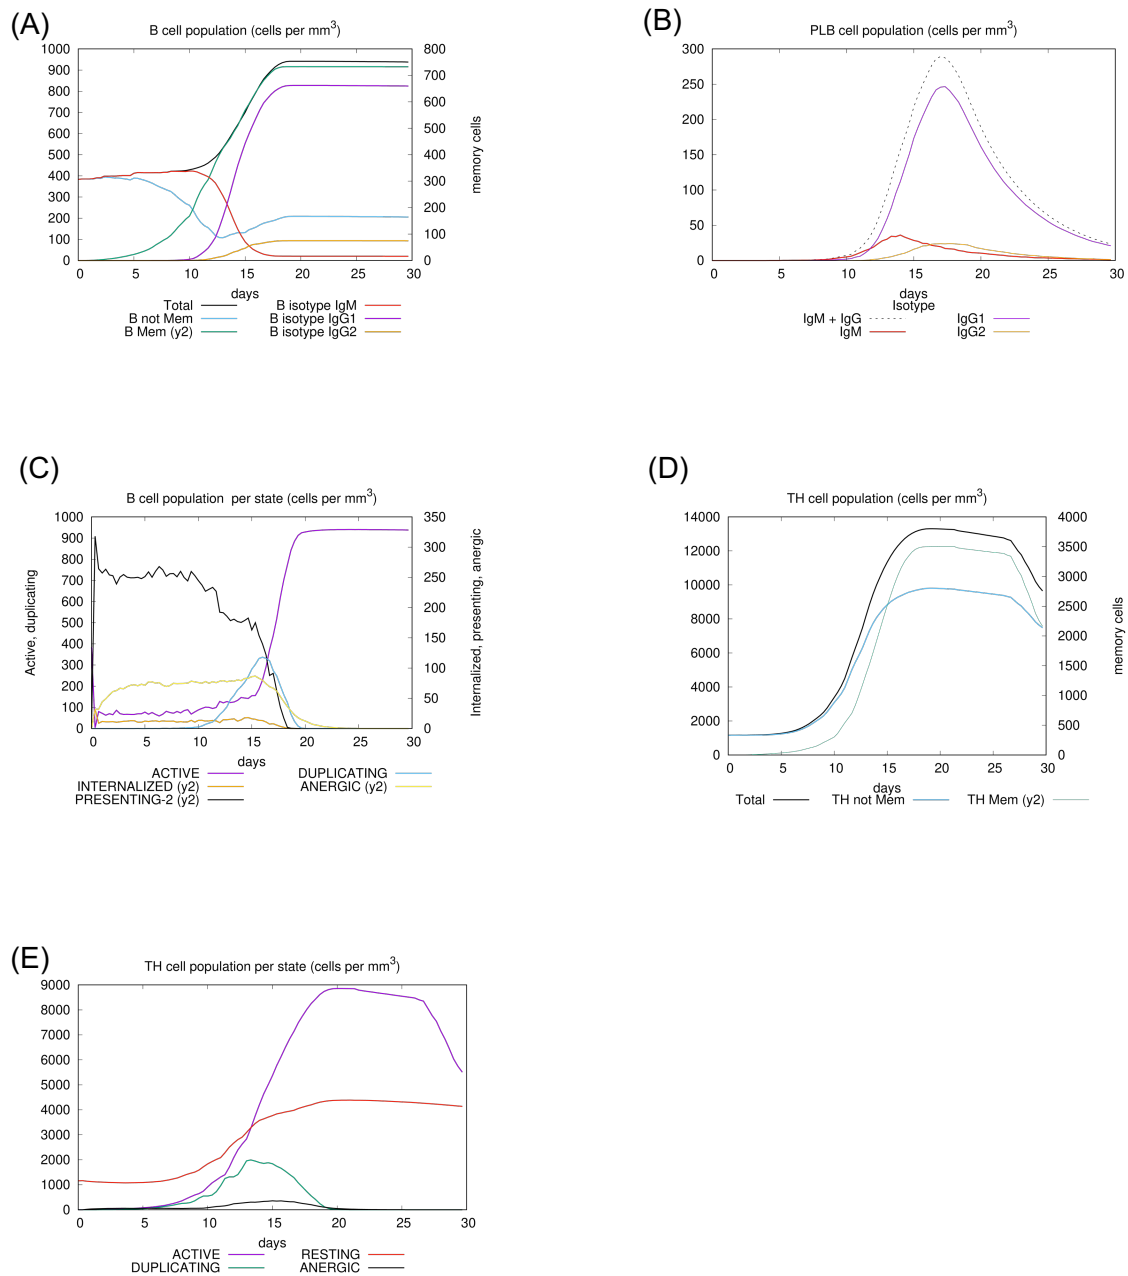 (A)
B cell population (cells per mm3)
1000
900
800
700
600
500
400
300
200
100
0
800
700
600
500
400
300
200
100
0
memory cells
0 5 10 15 20 25 30
days
Total
B not Mem
B Mem (y2)
B isotype IgM
B isotype IgG1
B isotype IgG2
(B)
PLB cell population (cells per mm3)
300
250
200
150
100
50
0
0 5 10 15 20 25 30
days
Isotype
IgM + IgG
IgM
IgG1
IgG2
(C)
B cell population per state (cells per mm3)
Active, duplicating
1000
900
800
700
600
500
400
300
200
100
0
350
300
250
200
150
100
50
0
Internalized, presenting, anergic
0 5 10 15 20 25 30
days
ACTIVE
INTERNALIZED (y2)
PRESENTING-2 (y2)
DUPLICATING
ANERGIC (y2)
(D)
TH cell population (cells per mm3)
14000
12000
10000
8000
6000
4000
2000
0
4000
3500
3000
2500
2000
1500
1000
500
0
memory cells
0 5 10 15 20 25 30
days
Total
TH not Mem
TH Mem (y2)
(E)
TH cell population per state (cells per mm3)
9000
8000
7000
6000
5000
4000
3000
2000
1000
0
0 5 10 15 20 25 30
days
ACTIVE
DUPLICATING
RESTING
ANERGIC